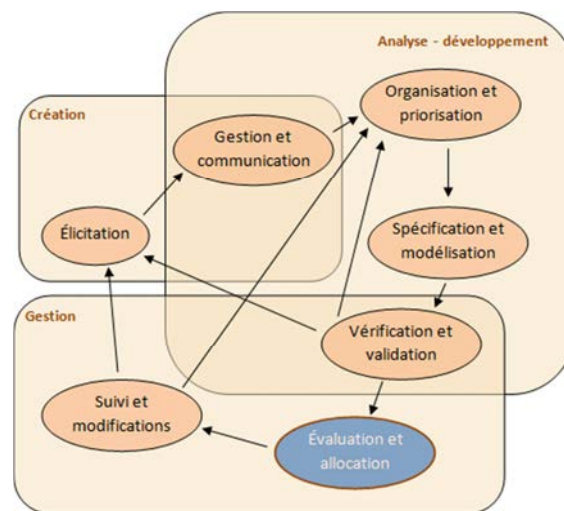 Analyse - développement
Organisation et
priorisation
Création
Gestion et
communication
Élicitation
Spécification et
modélisation
Gestion
Vérification et
validation
Suivi et
modifications
Évaluation et
allocation